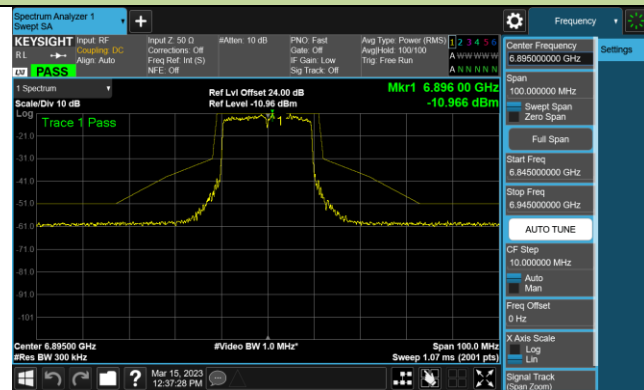 Spectrum Analyzer 1
Swept SA
Frequency
KEYSIGHT
Input: RF
Coupling: DC
Align: Auto
Input Z: 50 Ω
Corrections: Off
Freq Ref: Int (S)
NFE: Off
#Atten: 10 dB
PNO: Fast
Gate: Off
IF Gain: Low
Sig Track: Off
Avg Type: Power (RMS)
Avg|Hold: 100/100
Trig: Free Run
1 2 3 4 5 6
A W W W W W
A N N N N N
R L
LXI
PASS
1 Spectrum
Scale/Div 10 dB
Ref Lvl Offset 24.00 dB
Ref Level -10.96 dBm
Mkr1 6.896 00 GHz
-10.966 dBm
Log
Trace 1 Pass
1
-21.0
-31.0
-41.0
-51.0
-61.0
-71.0
-81.0
-91.0
-101
Center 6.89500 GHz
#Res BW 300 kHz
#Video BW 1.0 MHz*
Span 100.0 MHz
Sweep 1.07 ms (2001 pts)
Mar 15, 2023
12:37:28 PM
Center Frequency
6.895000000 GHz
Settings
Span
100.000000 MHz
Swept Span
Zero Span
Full Span
Start Freq
6.845000000 GHz
Stop Freq
6.945000000 GHz
AUTO TUNE
CF Step
10.000000 MHz
Auto
Man
Freq Offset
0 Hz
X Axis Scale
Log
Lin
Signal Track
(Span Zoom)